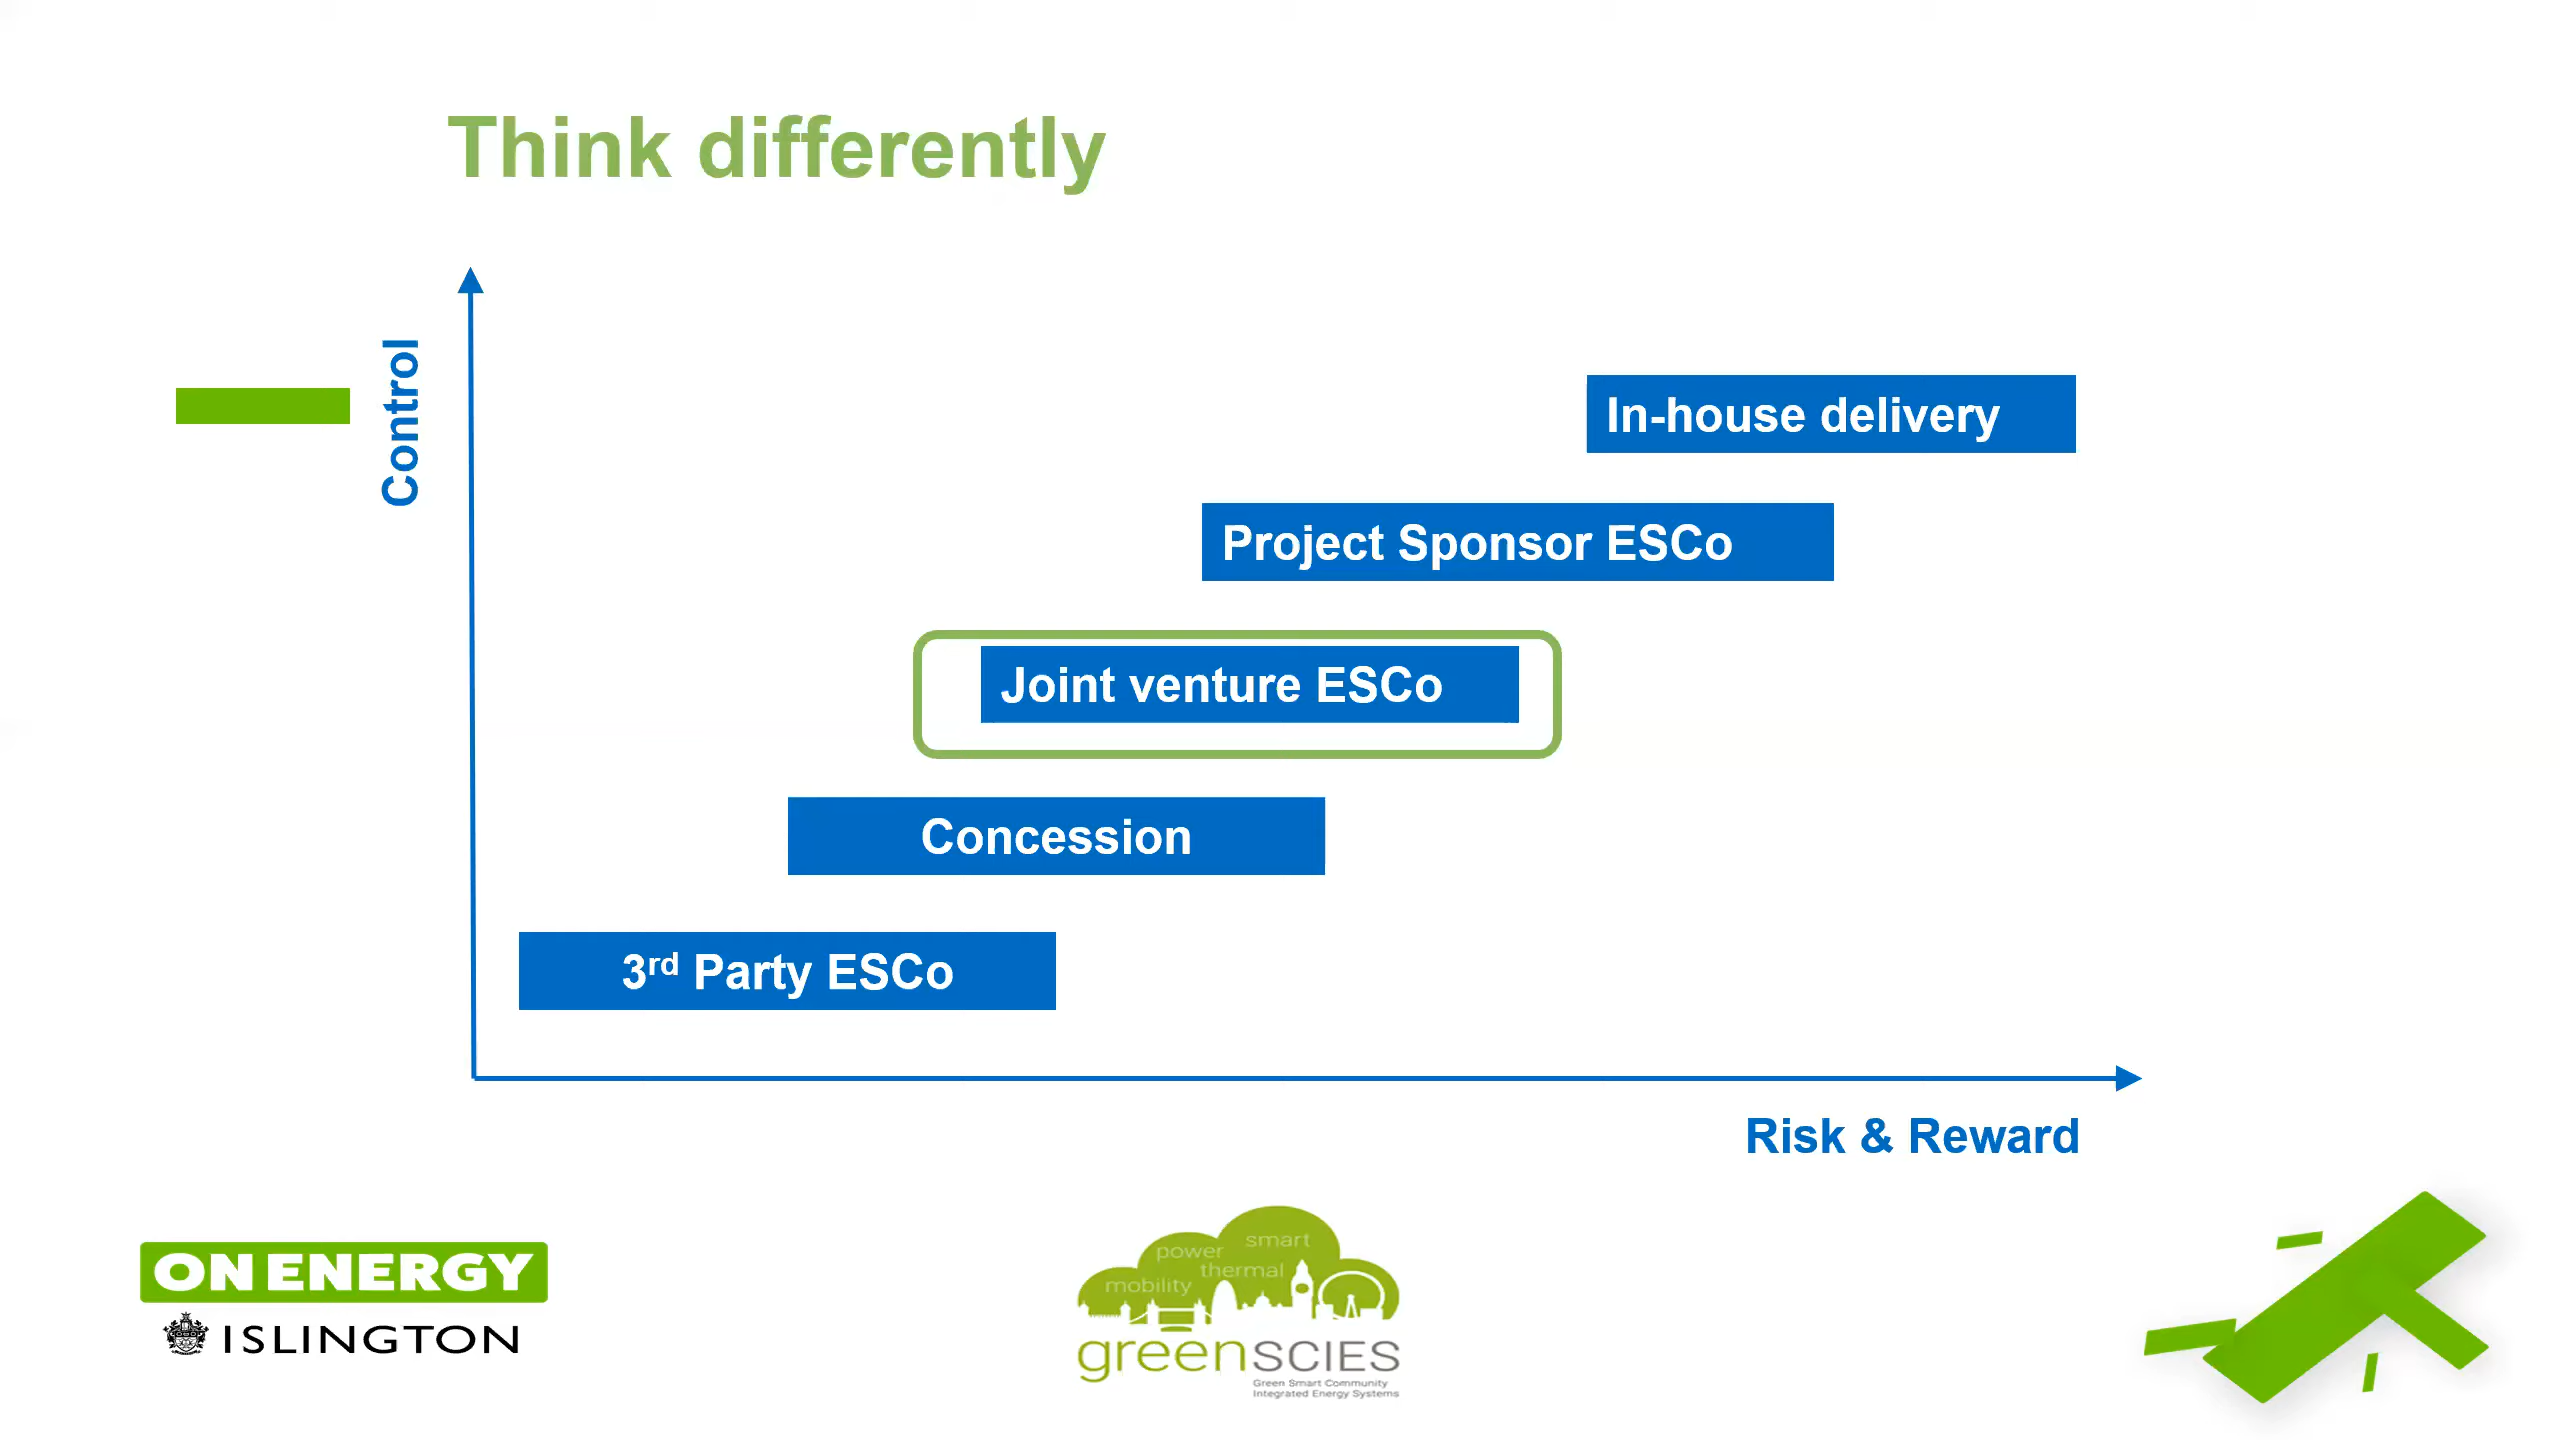 Think differently
Control
In-house delivery
Project Sponsor ESCo
Joint venture ESCo
Concession
3rd Party ESCo
Risk & Reward
ON ENERGY
ISLINGTON
power smart
thermal
mobility
greenSCIES
Green Smart Community
Integrated Energy Systems